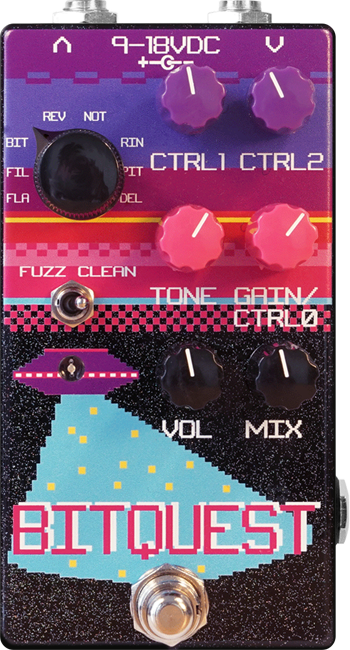 9-18VDC
REV NOT
BIT RIN
CTRL1 CTRL2
FIL PIT
FLA DEL
FUZZ CLEAN
TONE GAIN/
CTRL0
VOL MIX
BITQUEST